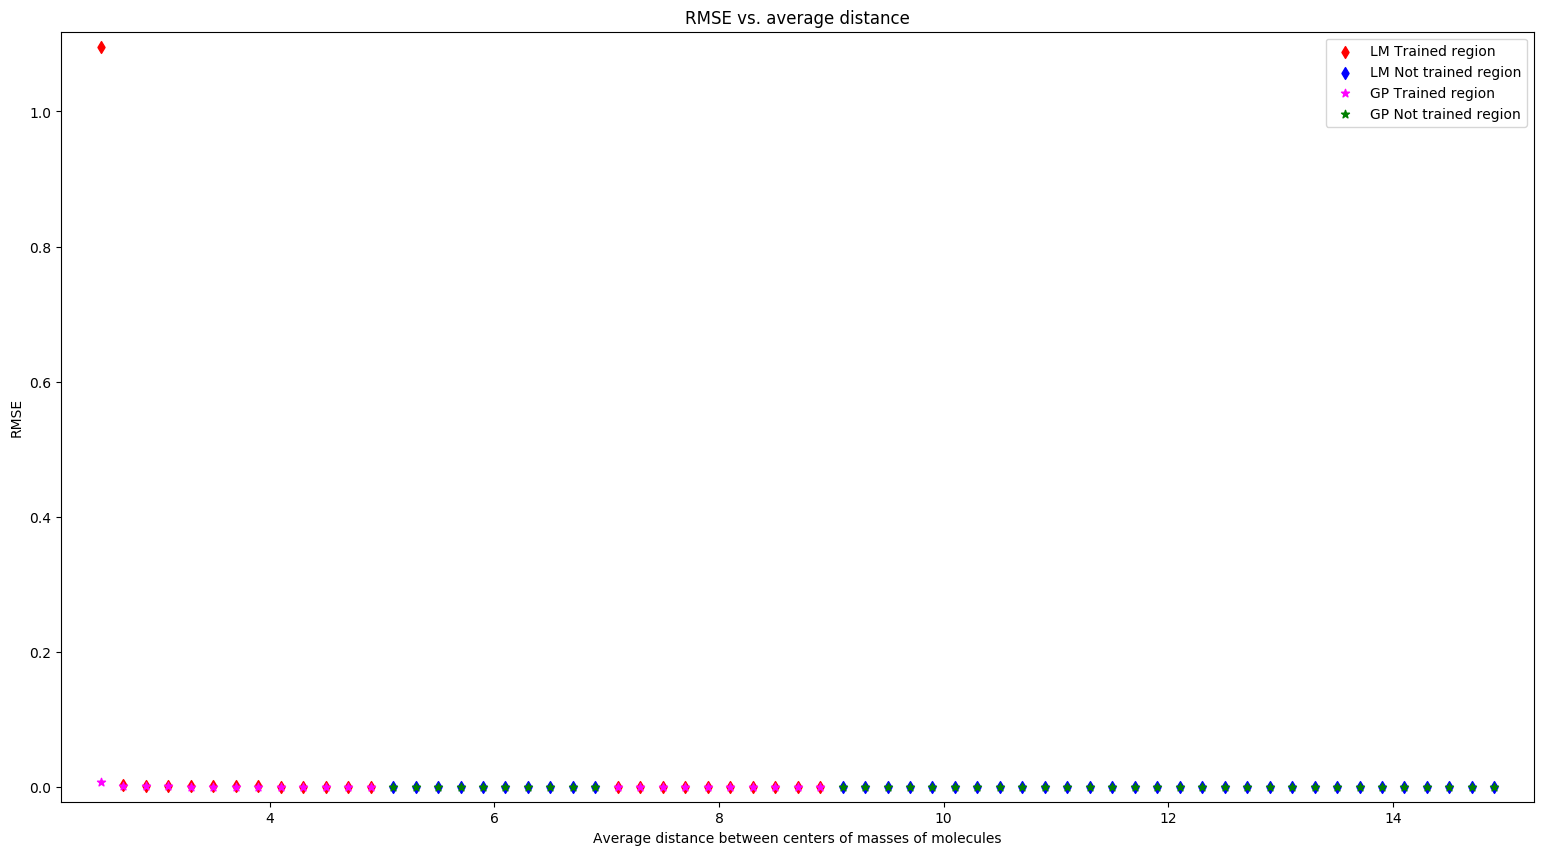 RMSE vs. average distance
LM Trained region
LM Not trained region
GP Trained region
GP Not trained region
1.0
0.8
0.6
0.4
0.2
0.0
RMSE
4 6 8 10 12 14
Average distance between centers of masses of molecules